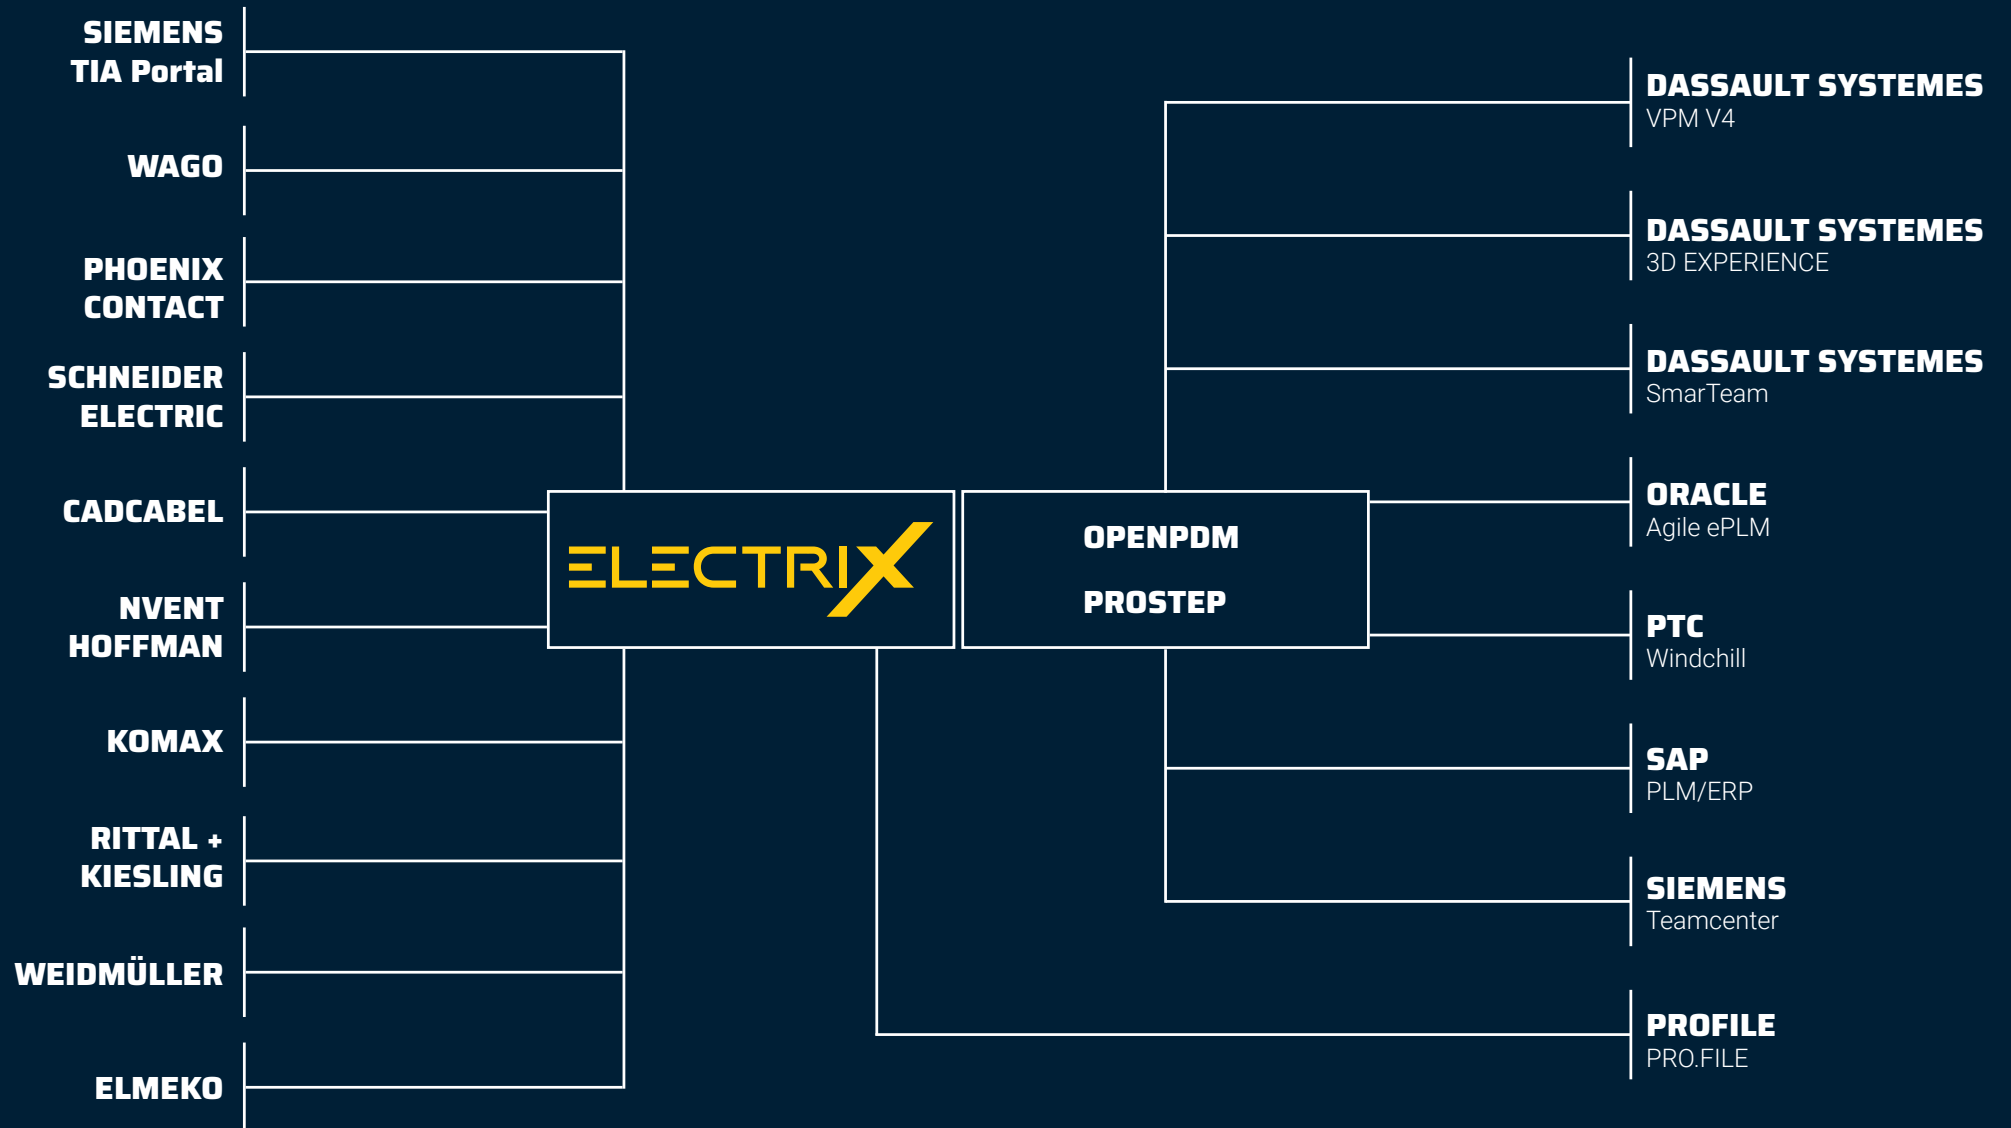 SIEMENS
TIA Portal
WAGO
PHOENIX
CONTACT
SCHNEIDER
ELECTRIC
CADCABEL
NVENT
HOFFMAN
KOMAX
RITTAL +
KIESLING
WEIDMÜLLER
ELMEKO
ELECTRIX
OPENPDM
PROSTEP
DASSAULT SYSTEMES
VPM V4
DASSAULT SYSTEMES
3D EXPERIENCE
DASSAULT SYSTEMES
SmarTeam
ORACLE
Agile ePLM
PTC
Windchill
SAP
PLM/ERP
SIEMENS
Teamcenter
PROFILE
PRO.FILE